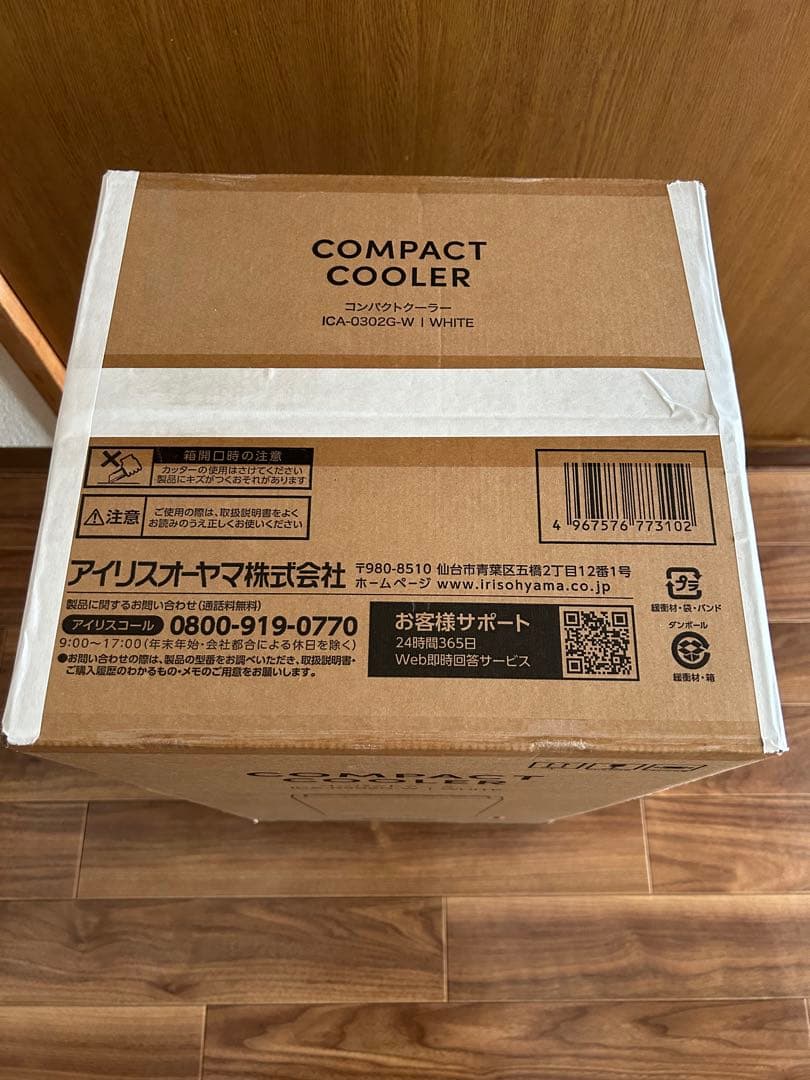 COMPACT
COOLER
コンパクトクーラー
ICA-0302G-W | WHITE
箱開口時の注意
カッターの使用はさけてください
製品にキズがつくおそれがあります
注意
ご使用の際は、取扱説明書をよく
お読みのうえ正しくお使いください
4 967576 773102
アイリスオーヤマ株式会社
〒980-8510 仙台市青葉区五橋2丁目12番1号
ホームページ www.irisohyama.co.jp
製品に関するお問い合わせ(通話料無料)
アイリスコール 0800-919-0770
9:00〜17:00(年末年始・会社都合による休日を除く)
●お問い合わせの際は、製品の型番をお調べいただき、取扱説明書・
ご購入履歴のわかるもの・メモのご用意をお願いします。
お客様サポート
24時間365日
Web即時回答サービス
プラ
緩衝材・袋・バンド
ダンボール
緩衝材・箱
COMPACT
COOLER